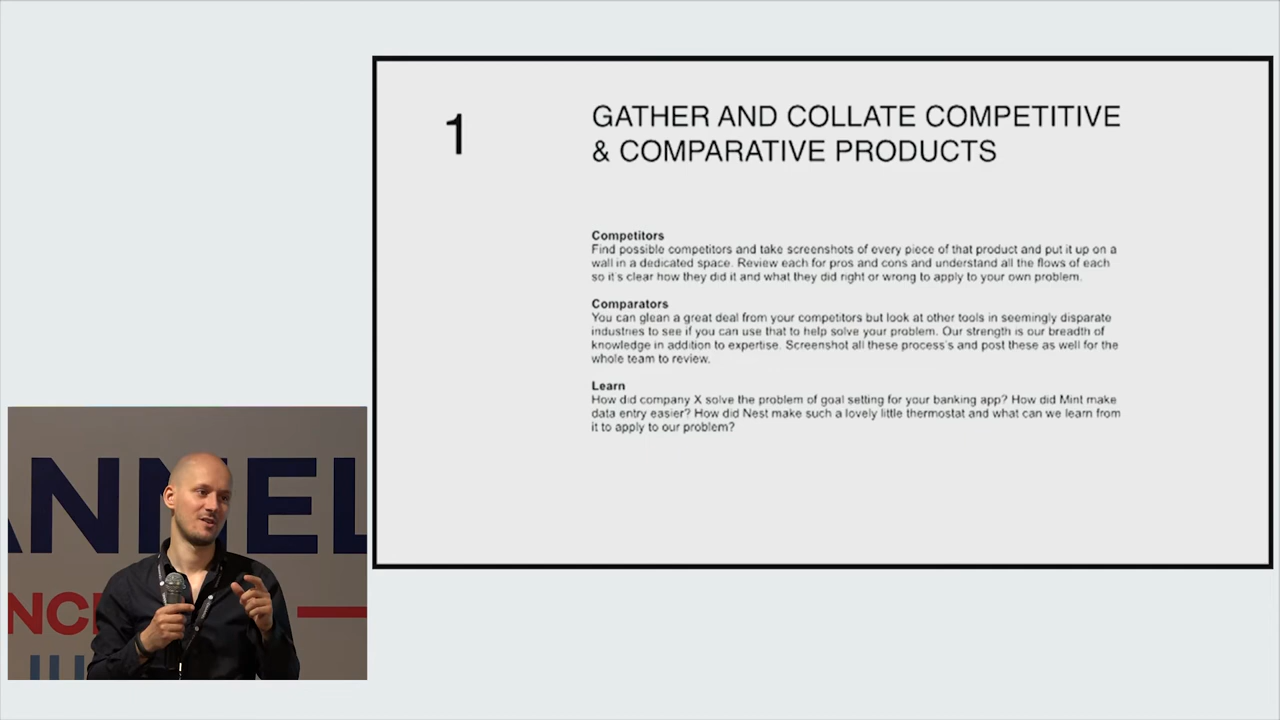 1
GATHER AND COLLATE COMPETITIVE
& COMPARATIVE PRODUCTS
Competitors
Find possible competitors and take screenshots of every piece of that product and put it up on a
wall in a dedicated space. Review each for pros and cons and understand all the flows of each
so it's clear how they did it and what they did right or wrong to apply to your own problem.
Comparators
You can glean a great deal from your competitors but look at other tools in seemingly disparate
industries to see if you can use that to help solve your problem. Our strength is our breadth of
knowledge in addition to expertise. Screenshot all these process's and post these as well for the
whole team to review.
Learn
How did company X solve the problem of goal setting for your banking app? How did Mint make
data entry easier? How did Nest make such a lovely little thermostat and what can we learn from
it to apply to our problem?
ANNEL
NCE